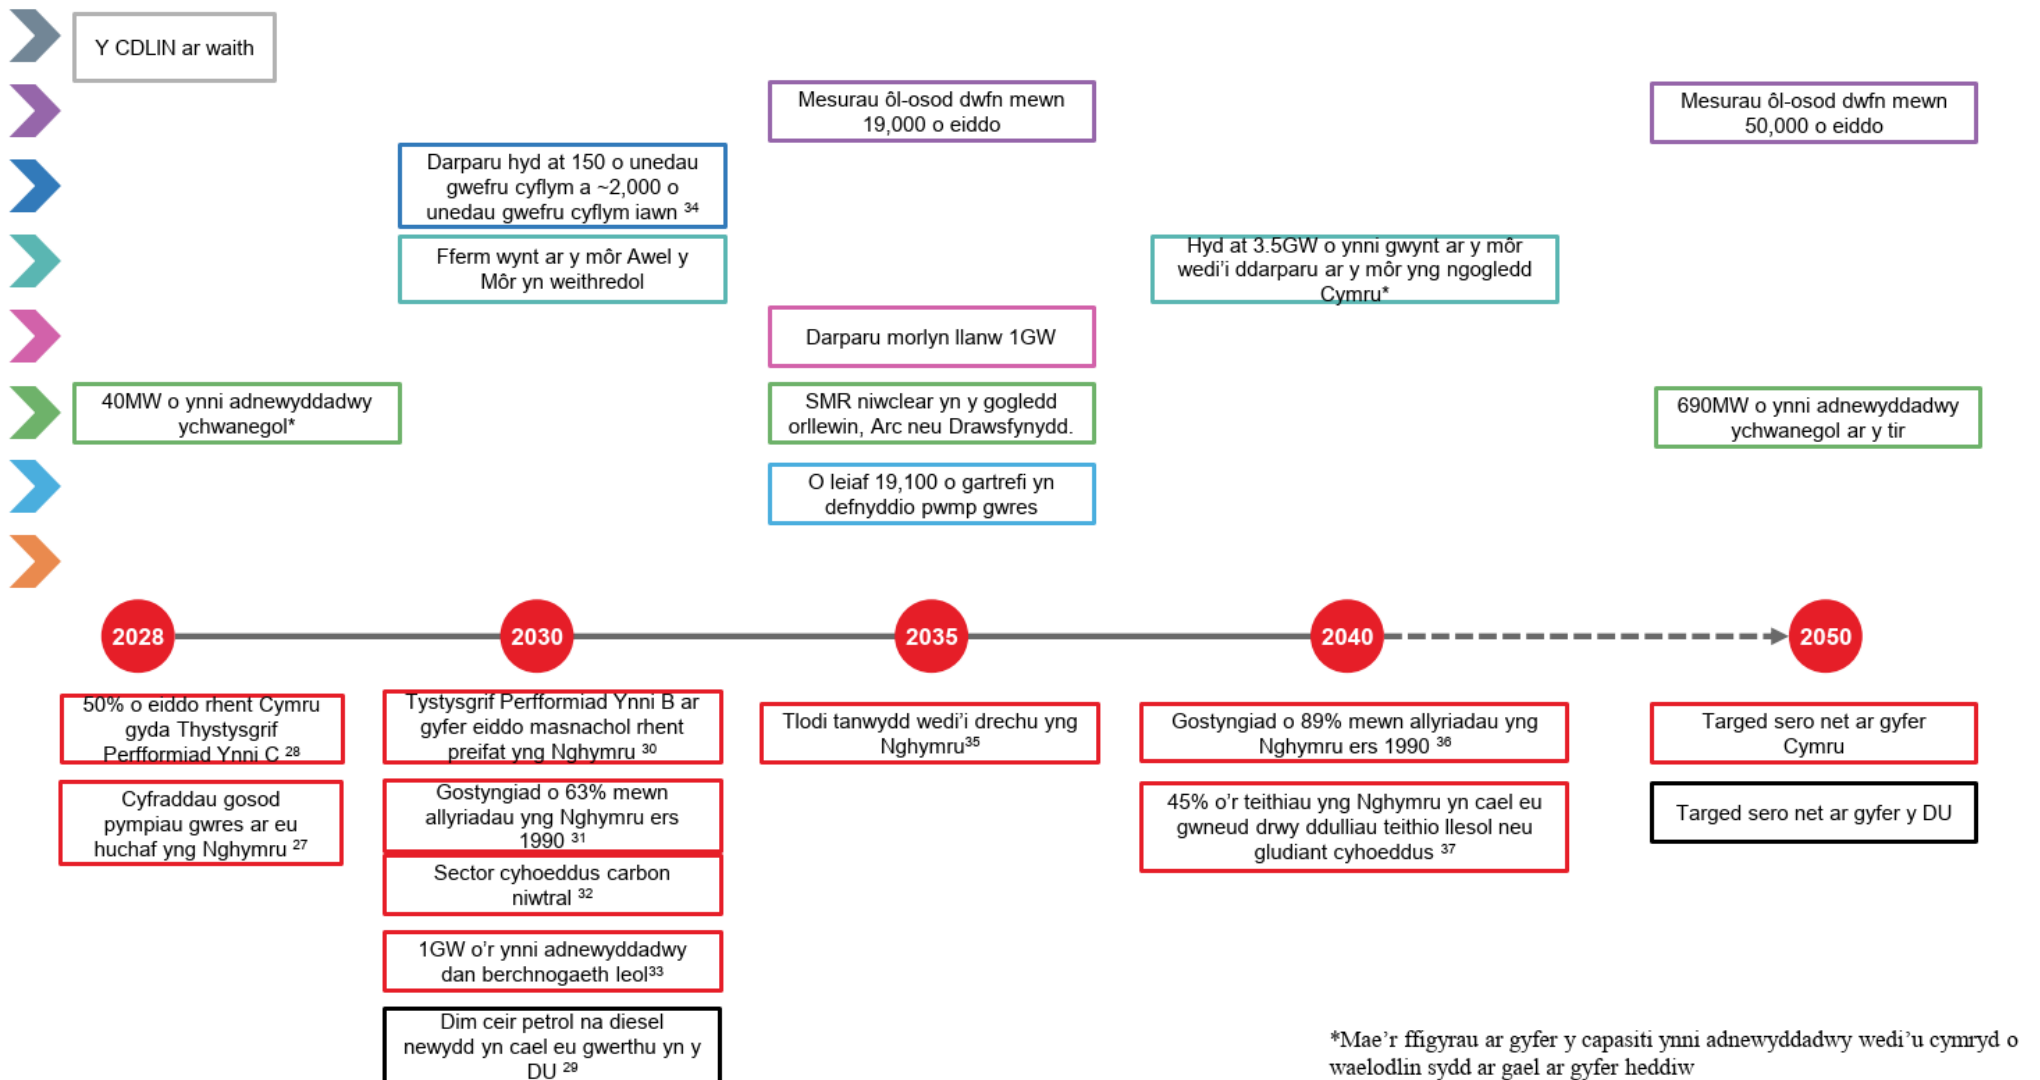 Y CDLIN ar waith
Mesurau ôl-osod dwfn mewn
19,000 o eiddo
Mesurau ôl-osod dwfn mewn
50,000 o eiddo
Darparu hyd at 150 o unedau
gwefru cyflym a ~2,000 o
unedau gwefru cyflym iawn 34
Fferm wynt ar y môr Awel y
Môr yn weithredol
Hyd at 3.5GW o ynni gwynt ar y môr
wedi'i ddarparu ar y môr yng ngogledd
Cymru*
Darparu morlyn llanw 1GW
40MW o ynni adnewyddadwy
ychwanegol*
SMR niwclear yn y gogledd
orllewin, Arc neu Drawsfynydd.
690MW o ynni adnewyddadwy
ychwanegol ar y tir
O leiaf 19,100 o gartrefi yn
defnyddio pwmp gwres
2028
2030
2035
2040
2050
50% o eiddo rhent Cymru
gyda Thystysgrif
Perfformiad Ynni C 28
Cyfraddau gosod
pympiau gwres ar eu
huchaf yng Nghymru 27
Tystysgrif Perfformiad Ynni B ar
gyfer eiddo masnachol rhent
preifat yng Nghymru 30
Gostyngiad o 63% mewn
allyriadau yng Nghymru ers
1990 31
Sector cyhoeddus carbon
niwtral 32
1GW o'r ynni adnewyddadwy
dan berchnogaeth leol33
Dim ceir petrol na diesel
newydd yn cael eu gwerthu yn y
DU 29
Tlodi tanwydd wedi'i drechu yng
Nghymru35
Gostyngiad o 89% mewn allyriadau yng
Nghymru ers 1990 36
45% o'r teithiau yng Nghymru yn cael eu
gwneud drwy ddulliau teithio llesol neu
gludiant cyhoeddus 37
Targed sero net ar gyfer
Cymru
Targed sero net ar gyfer y DU
*Mae'r ffigyrau ar gyfer y capasiti ynni adnewyddadwy wedi'u cymryd o
waelodlin sydd ar gael ar gyfer heddiw